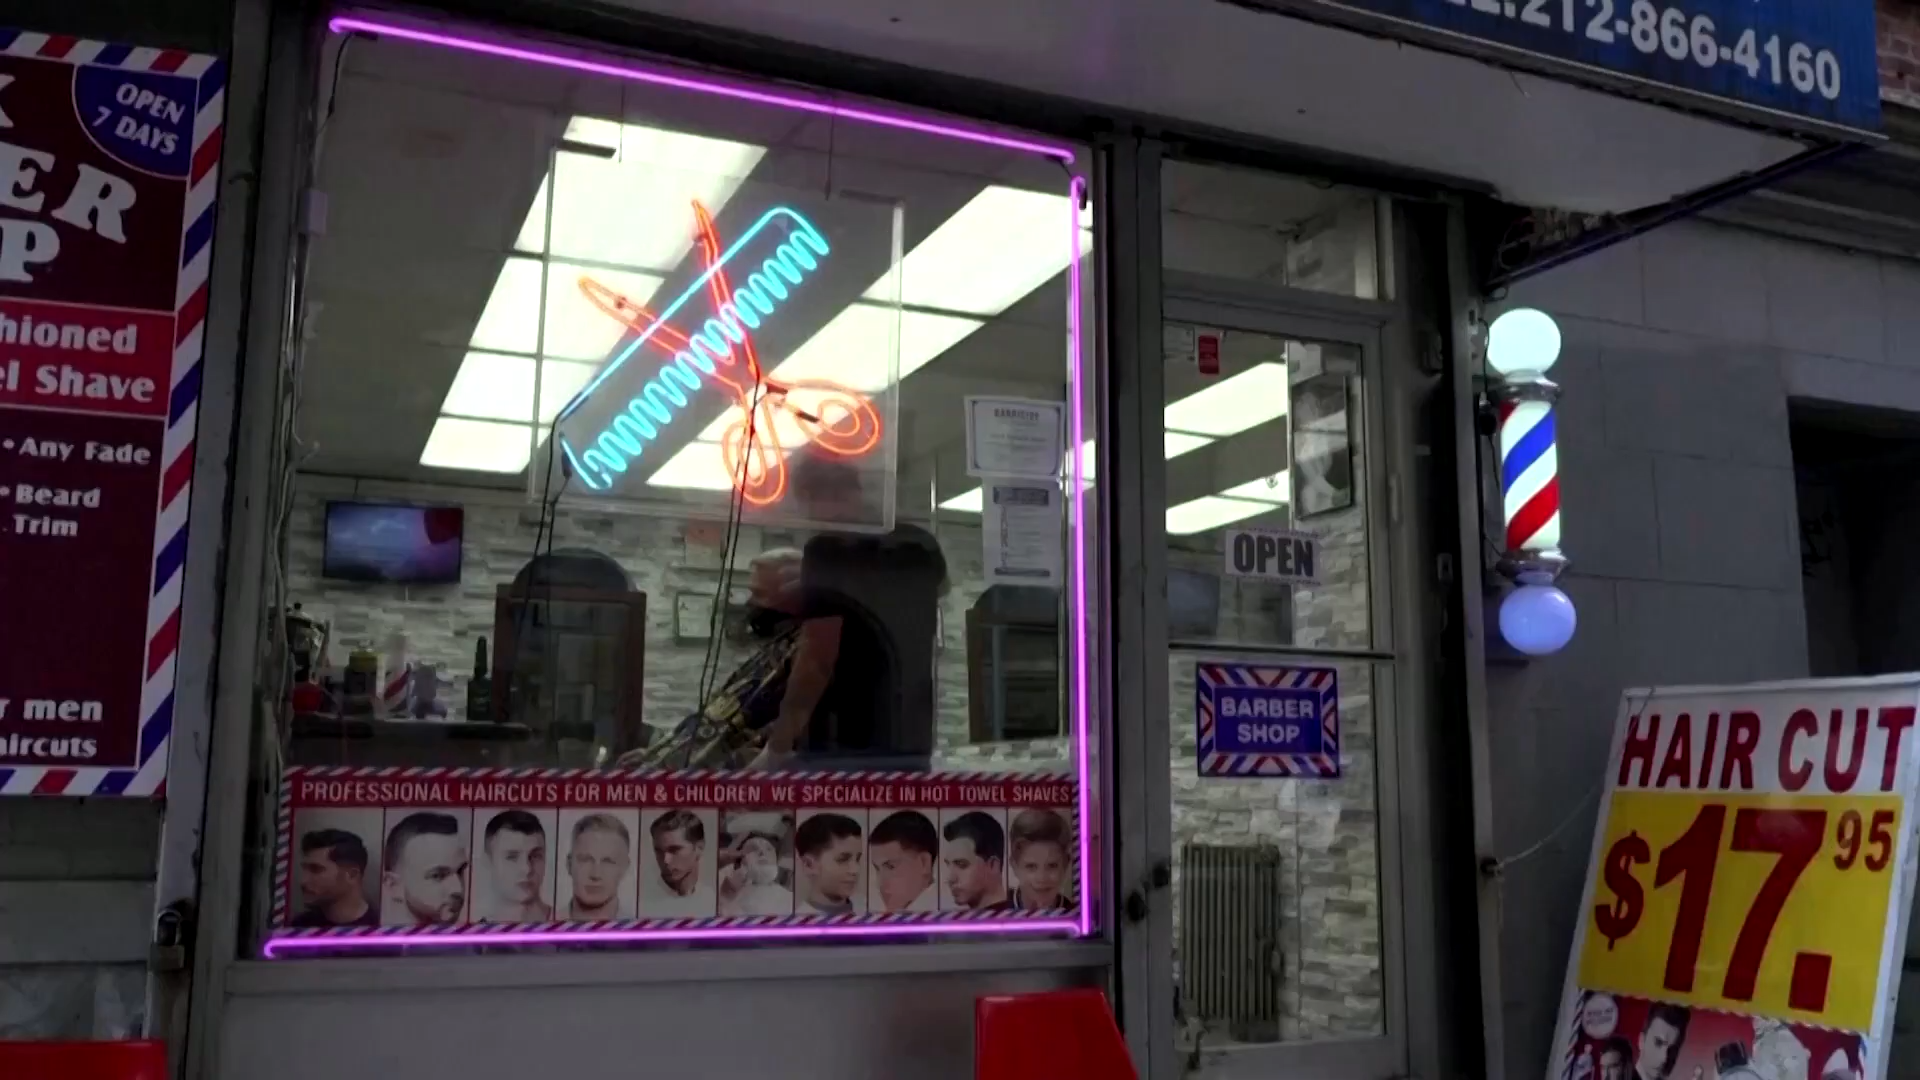 OPEN
7 DAYS
ER
P
hioned
el Shave
• Any Fade
• Beard
Trim
r men
aircuts
212-866-4160
OPEN
BARBER
SHOP
PROFESSIONAL HAIRCUTS FOR MEN & CHILDREN. WE SPECIALIZE IN HOT TOWEL SHAVES
HAIR CUT
$17.95